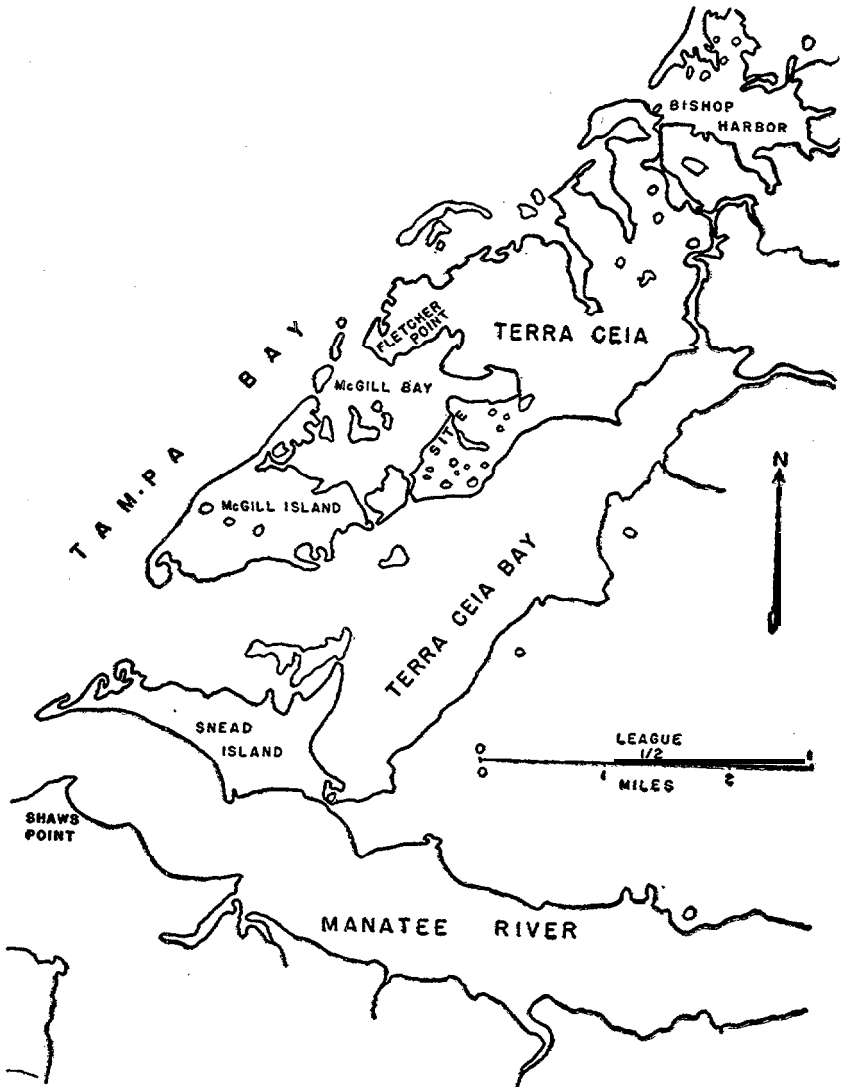 BISHOP
HARBOR
FLETCHER
POINT
TERRA CEIA
TAMPA BAY
McGILL BAY
SITE
McGILL ISLAND
N
TERRA CEIA BAY
SNEAD
ISLAND
LEAGUE
0 1/2 1
0 1 2
MILES
SHAWS
POINT
MANATEE RIVER